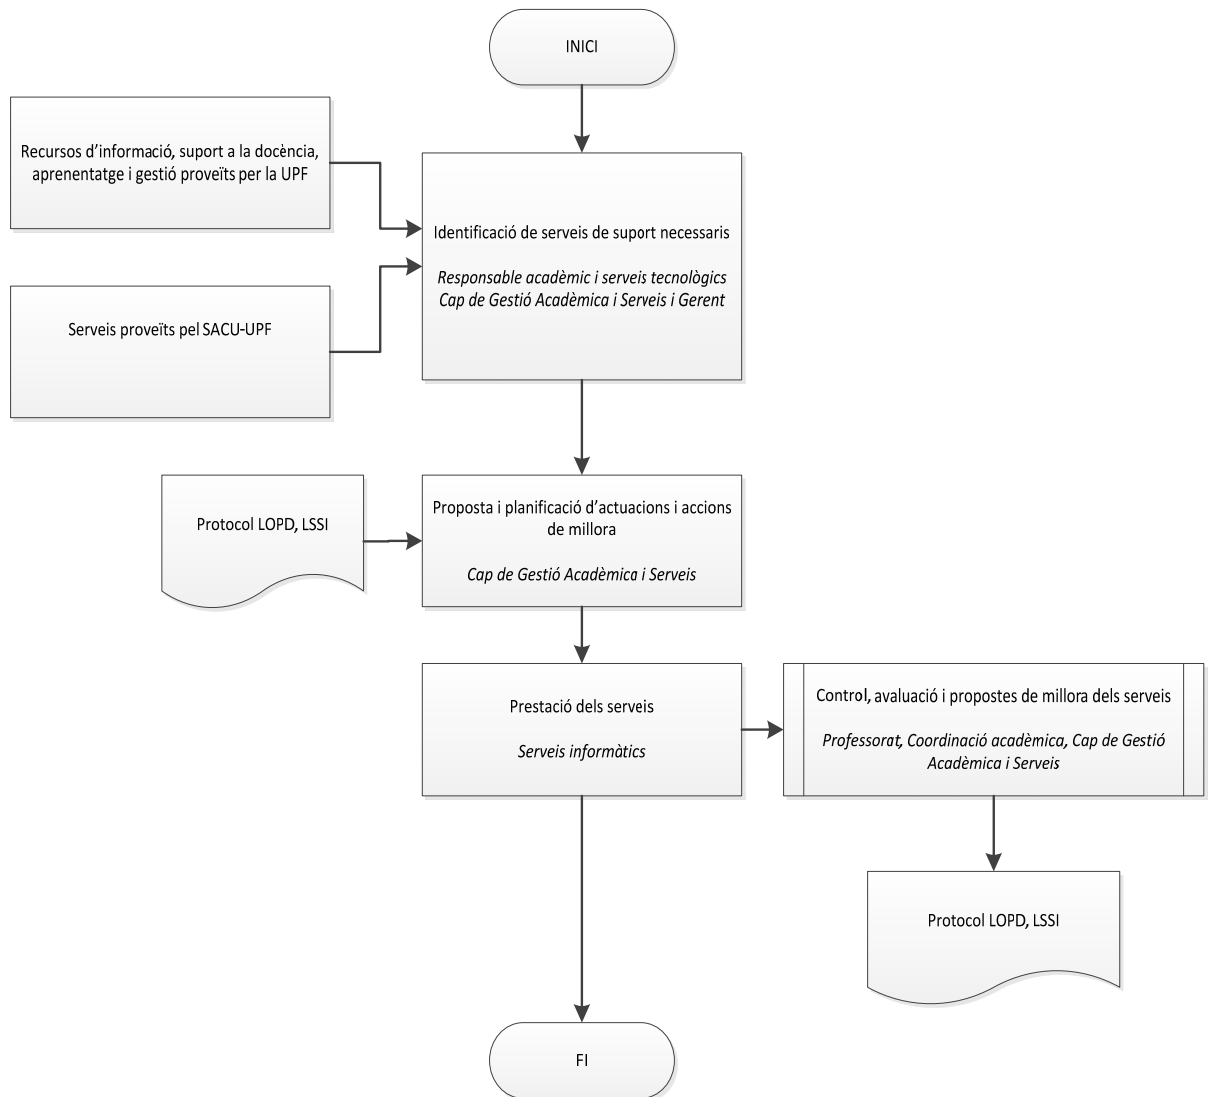 INICI
Recursos d’informació, suport a la docència,
aprenentatge i gestió proveïts per la UPF
Identificació de serveis de suport necessaris
Responsable acadèmic i serveis tecnològics
Cap de Gestió Acadèmica i Serveis i Gerent
Serveis proveïts pel SACU-UPF
Protocol LOPD, LSSI
Proposta i planificació d’actuacions i accions
de millora
Cap de Gestió Acadèmica i Serveis
Prestació dels serveis
Serveis informàtics
Control, avaluació i propostes de millora dels serveis
Professorat, Coordinació acadèmica, Cap de Gestió
Acadèmica i Serveis
Protocol LOPD, LSSI
FI